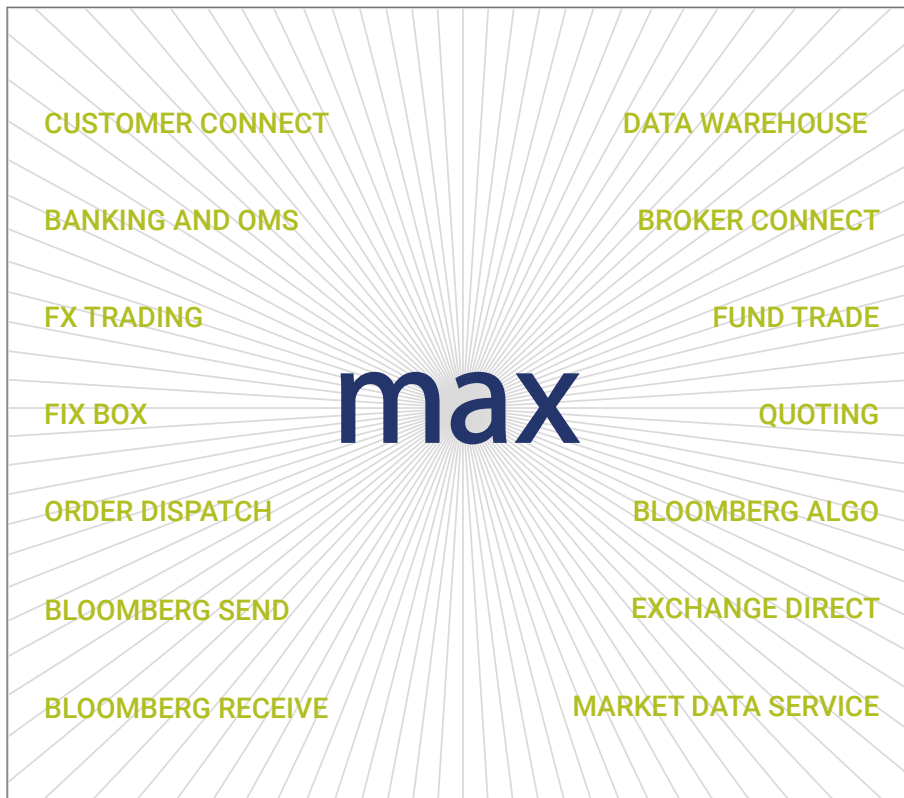 CUSTOMER CONNECT
BANKING AND OMS
FX TRADING
FIX BOX
ORDER DISPATCH
BLOOMBERG SEND
BLOOMBERG RECEIVE
max
DATA WAREHOUSE
BROKER CONNECT
FUND TRADE
QUOTING
BLOOMBERG ALGO
EXCHANGE DIRECT
MARKET DATA SERVICE